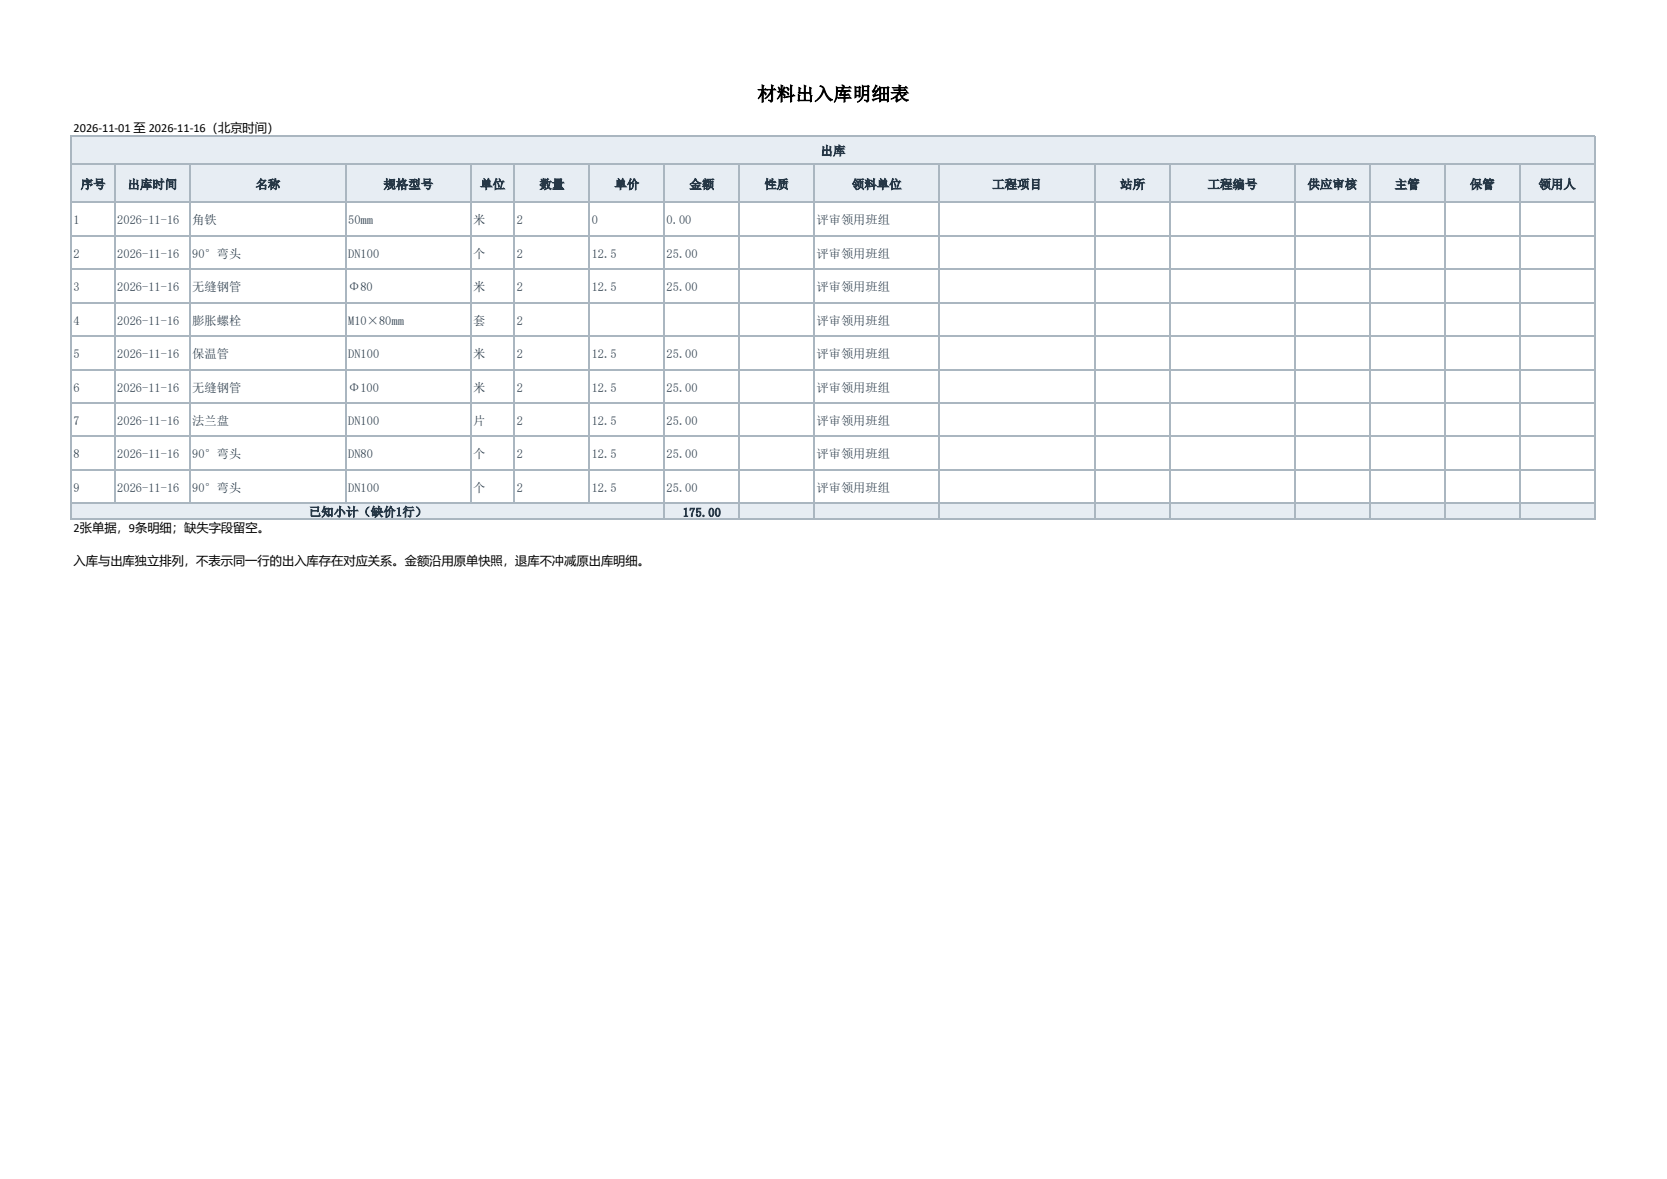 材料出入库明细表
2026-11-01 至 2026-11-16（北京时间）
出库
序号 出库时间 名称 规格型号 单位 数量 单价 金额 性质 领料单位 工程项目 站所 工程编号 供应审核 主管 保管 领用人
1 2026-11-16 角铁 50mm 米 2 0 0.00 评审领用班组
2 2026-11-16 90°弯头 DN100 个 2 12.5 25.00 评审领用班组
3 2026-11-16 无缝钢管 Φ80 米 2 12.5 25.00 评审领用班组
4 2026-11-16 膨胀螺栓 M10×80mm 套 2 评审领用班组
5 2026-11-16 保温管 DN100 米 2 12.5 25.00 评审领用班组
6 2026-11-16 无缝钢管 Φ100 米 2 12.5 25.00 评审领用班组
7 2026-11-16 法兰盘 DN100 片 2 12.5 25.00 评审领用班组
8 2026-11-16 90°弯头 DN80 个 2 12.5 25.00 评审领用班组
9 2026-11-16 90°弯头 DN100 个 2 12.5 25.00 评审领用班组
已知小计（缺价1行） 175.00
2张单据，9条明细；缺失字段留空。
入库与出库独立排列，不表示同一行的出入库存在对应关系。金额沿用原单快照，退库不冲减原出库明细。